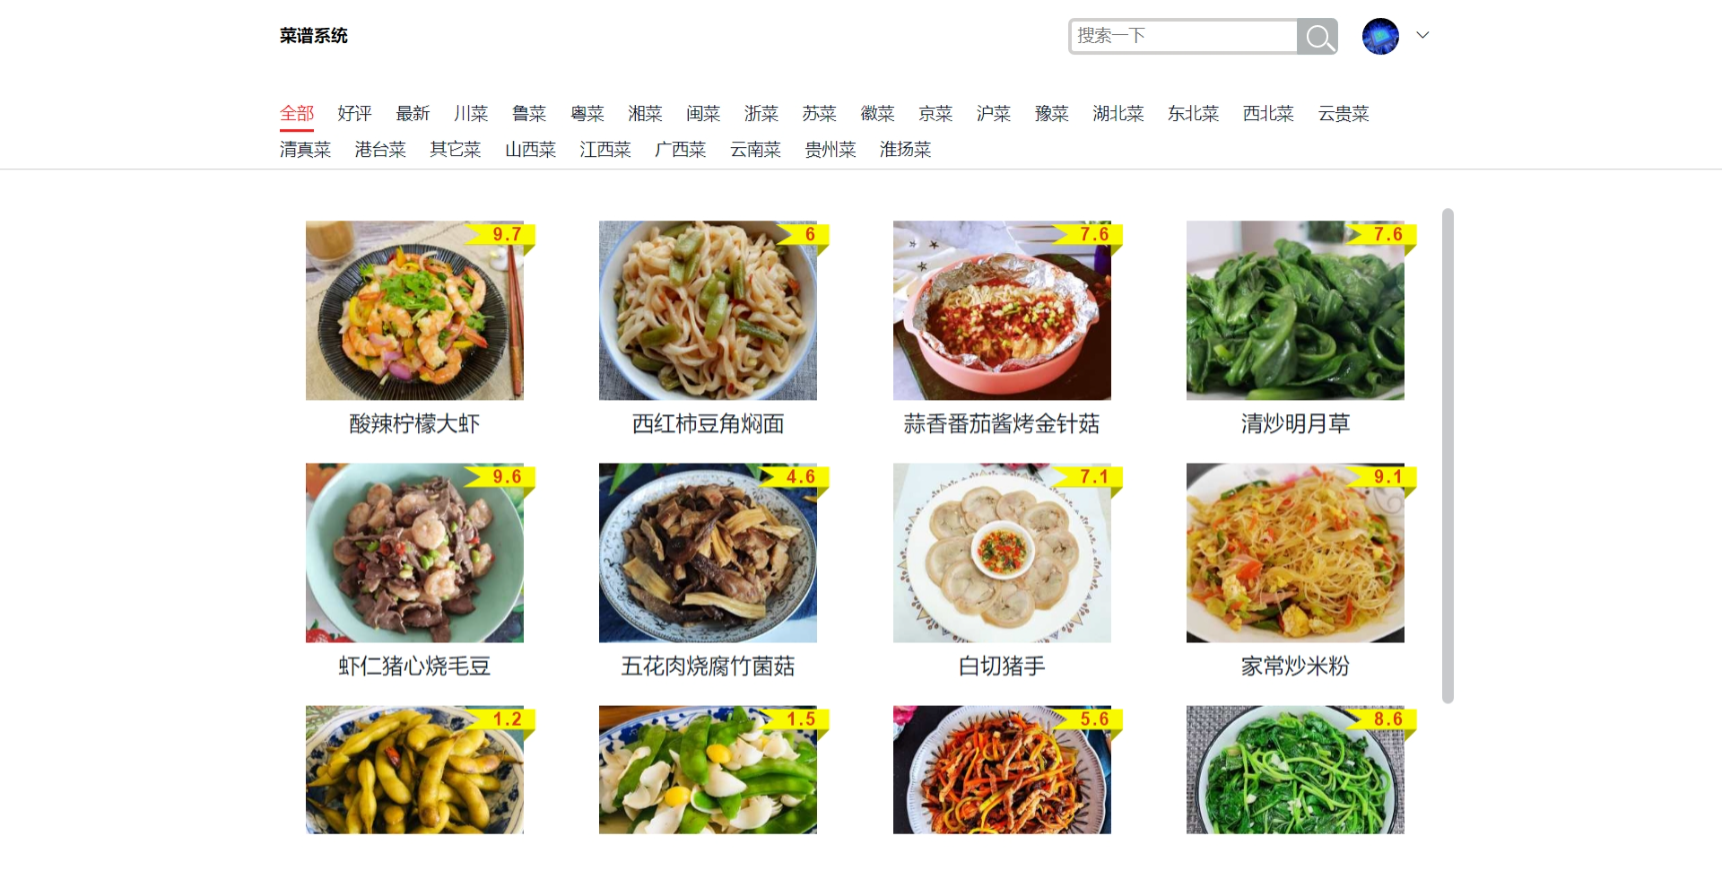 菜谱系统
搜索一下
全部 好评 最新 川菜 鲁菜 粤菜 湘菜 闽菜 浙菜 苏菜 徽菜 京菜 沪菜 豫菜 湖北菜 东北菜 西北菜 云贵菜
清真菜 港台菜 其它菜 山西菜 江西菜 广西菜 云南菜 贵州菜 淮扬菜
9.7 6 7.6 7.6
酸辣柠檬大虾 西红柿豆角焖面 蒜香番茄酱烤金针菇 清炒明月草
9.6 4.6 7.1 9.1
虾仁猪心烧毛豆 五花肉烧腐竹菌菇 白切猪手 家常炒米粉
1.2 1.5 5.6 8.6